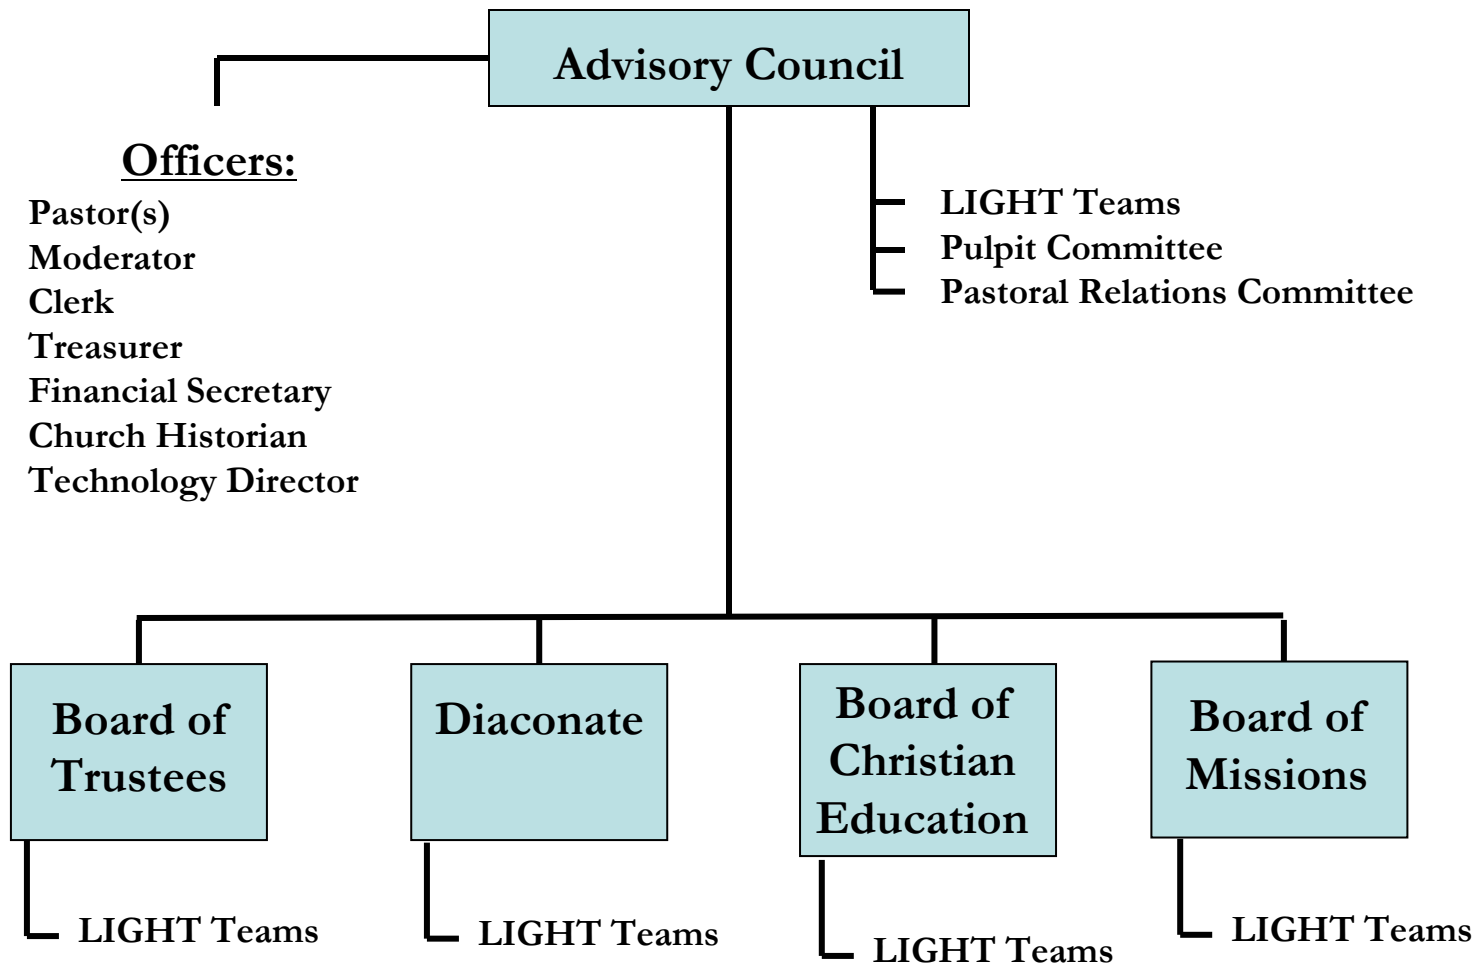 Advisory Council
Officers:
Pastor(s)
Moderator
Clerk
Treasurer
Financial Secretary
Church Historian
Technology Director
LIGHT Teams
Pulpit Committee
Pastoral Relations Committee
Board of
Trustees
LIGHT Teams
Diaconate
LIGHT Teams
Board of
Christian
Education
LIGHT Teams
Board of
Missions
LIGHT Teams